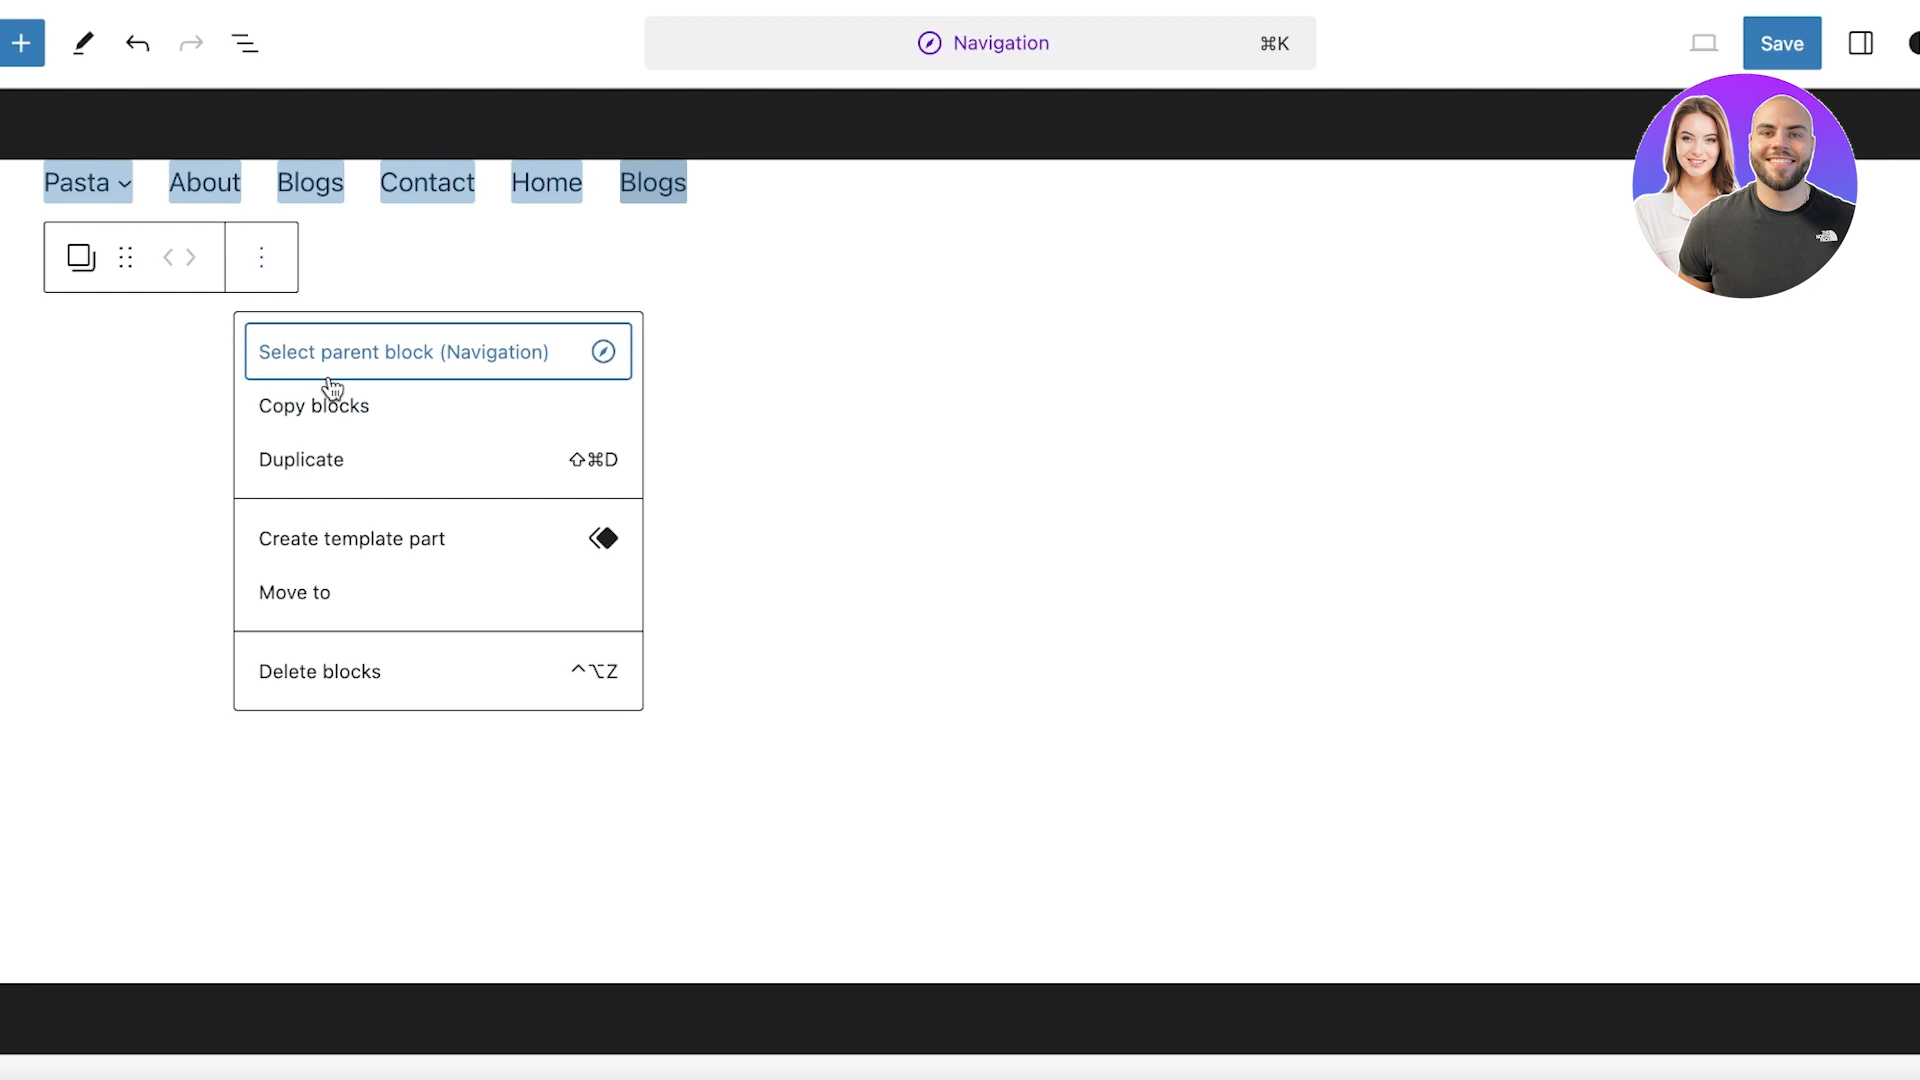 Navigation ⌘K
Save
Pasta About Blogs Contact Home Blogs
Select parent block (Navigation)
Copy blocks
Duplicate ⇧⌘D
Create template part
Move to
Delete blocks ⌃⌥Z